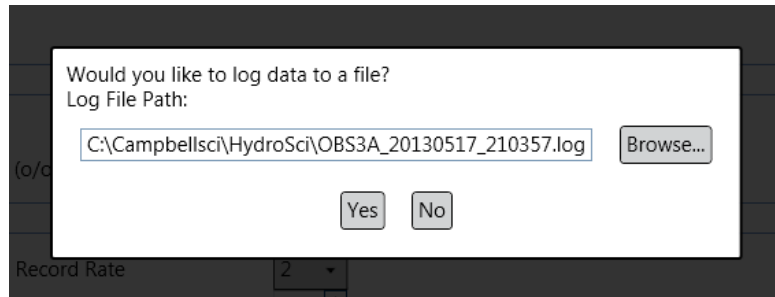 Would you like to log data to a file?
Log File Path:
C:\Campbellsci\HydroSci\OBS3A_20130517_210357.log
Browse...
Yes
No
(o/o
Record Rate
2